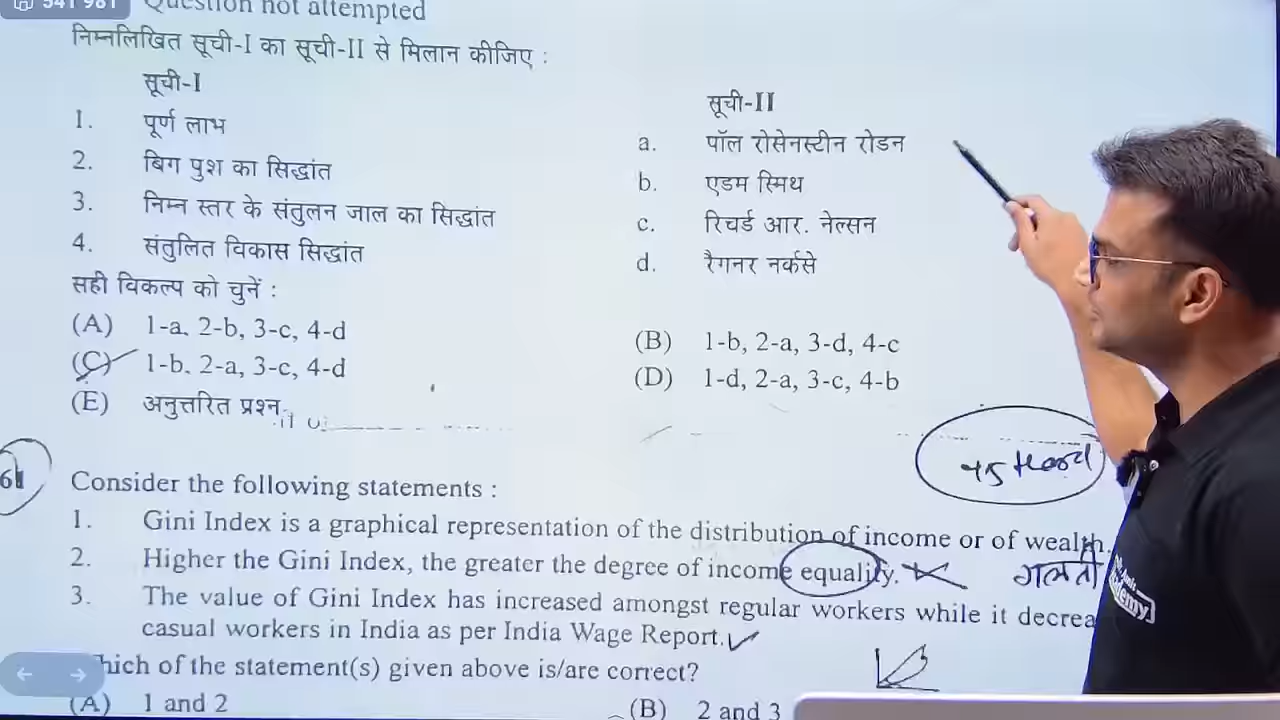 541 981
Question not attempted
निम्नलिखित सूची-I का सूची-II से मिलान कीजिए :
सूची-I
सूची-II
1. पूर्ण लाभ
a. पॉल रोसेनस्टीन रोडन
2. बिग पुश का सिद्धांत
b. एडम स्मिथ
3. निम्न स्तर के संतुलन जाल का सिद्धांत
c. रिचर्ड आर. नेल्सन
4. संतुलित विकास सिद्धांत
d. रैगनर नर्कसे
सही विकल्प को चुनें :
(A) 1-a, 2-b, 3-c, 4-d
(B) 1-b, 2-a, 3-d, 4-c
(C) 1-b, 2-a, 3-c, 4-d
(D) 1-d, 2-a, 3-c, 4-b
(E) अनुत्तरित प्रश्न
61 Consider the following statements :
1. Gini Index is a graphical representation of the distribution of income or of wealth.
2. Higher the Gini Index, the greater the degree of income equality.
गलती
3. The value of Gini Index has increased amongst regular workers while it decrea
casual workers in India as per India Wage Report.
hich of the statement(s) given above is/are correct?
(A) 1 and 2
(B) 2 and 3